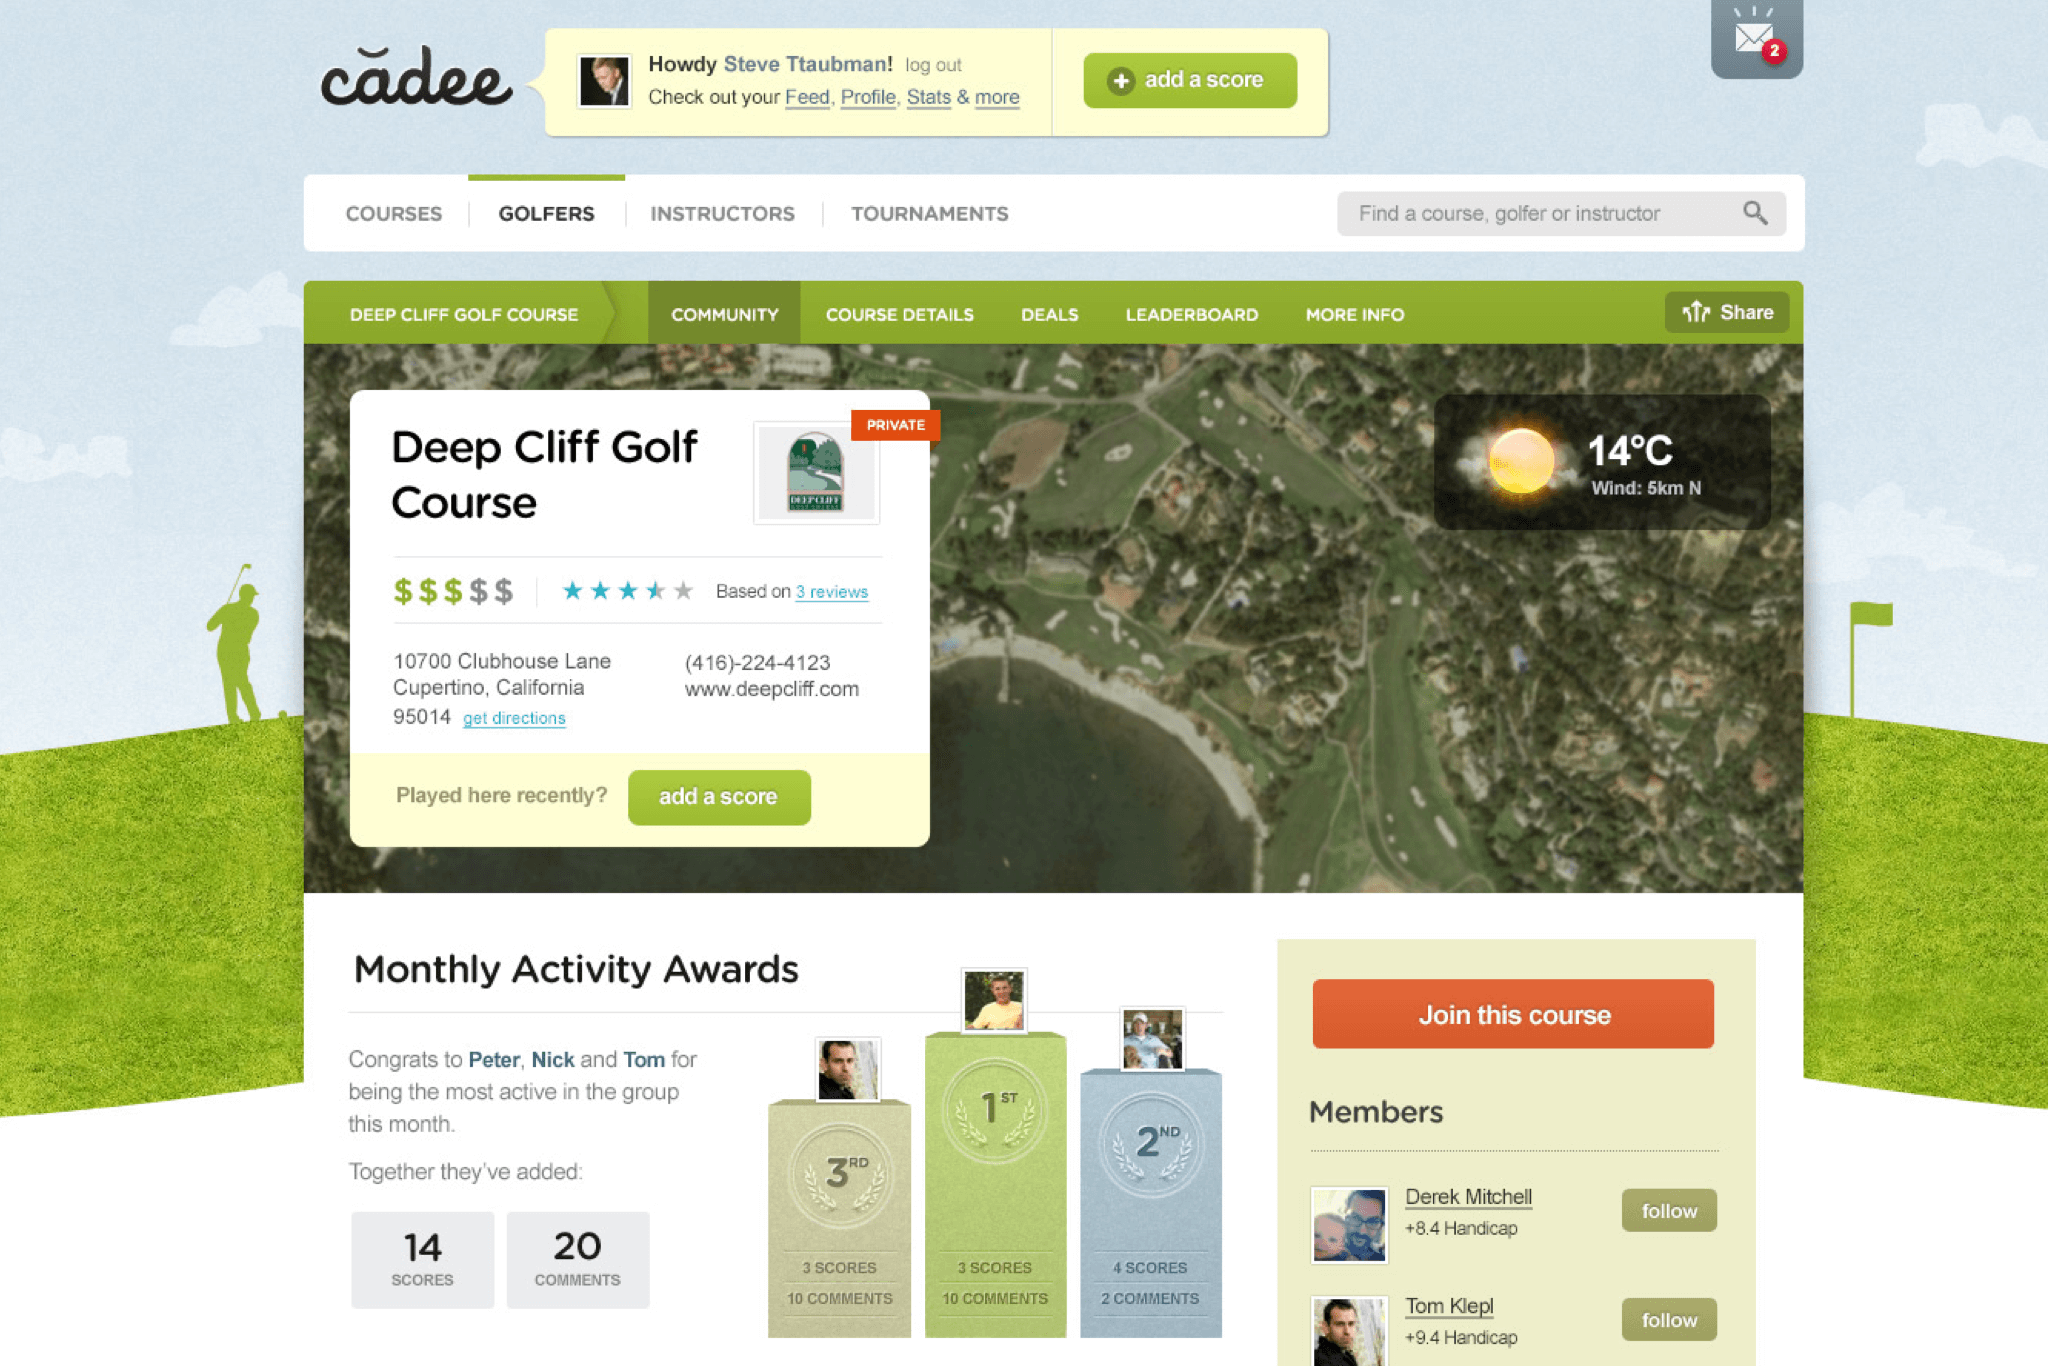 cadee
Howdy Steve Ttaubman! log out
Check out your Feed, Profile, Stats & more
add a score
2
COURSES
GOLFERS
INSTRUCTORS
TOURNAMENTS
Find a course, golfer or instructor
DEEP CLIFF GOLF COURSE
COMMUNITY
COURSE DETAILS
DEALS
LEADERBOARD
MORE INFO
Share
Deep Cliff Golf
Course
PRIVATE
DEEP CLIFF
14°C
Wind: 5km N
$ $ $ $ $
Based on 3 reviews
10700 Clubhouse Lane
Cupertino, California
95014 get directions
(416)-224-4123
www.deepcliff.com
Played here recently?
add a score
Monthly Activity Awards
Congrats to Peter, Nick and Tom for
being the most active in the group
this month.
Together they've added:
14
SCORES
20
COMMENTS
3RD
3 SCORES
10 COMMENTS
1ST
3 SCORES
10 COMMENTS
2ND
4 SCORES
2 COMMENTS
Join this course
Members
Derek Mitchell
+8.4 Handicap
follow
Tom Klepl
+9.4 Handicap
follow